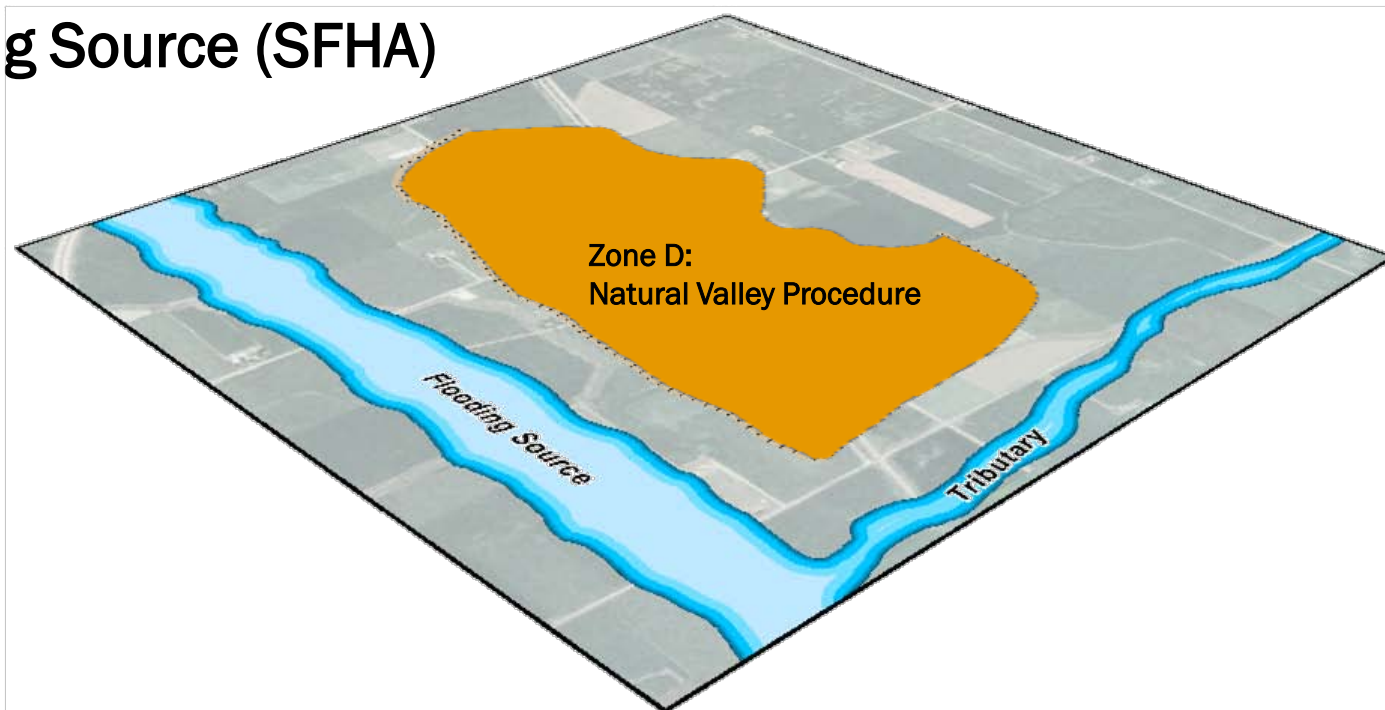 g Source (SFHA)
Zone D:
Natural Valley Procedure
Flooding Source
Tributary